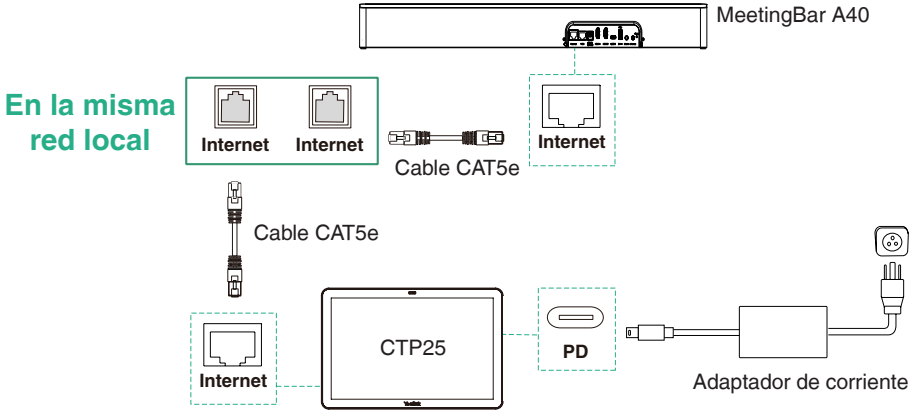 MeetingBar A40
En la misma
red local
Internet
Internet
Internet
Cable CAT5e
Cable CAT5e
CTP25
Yealink
PD
Internet
Adaptador de corriente